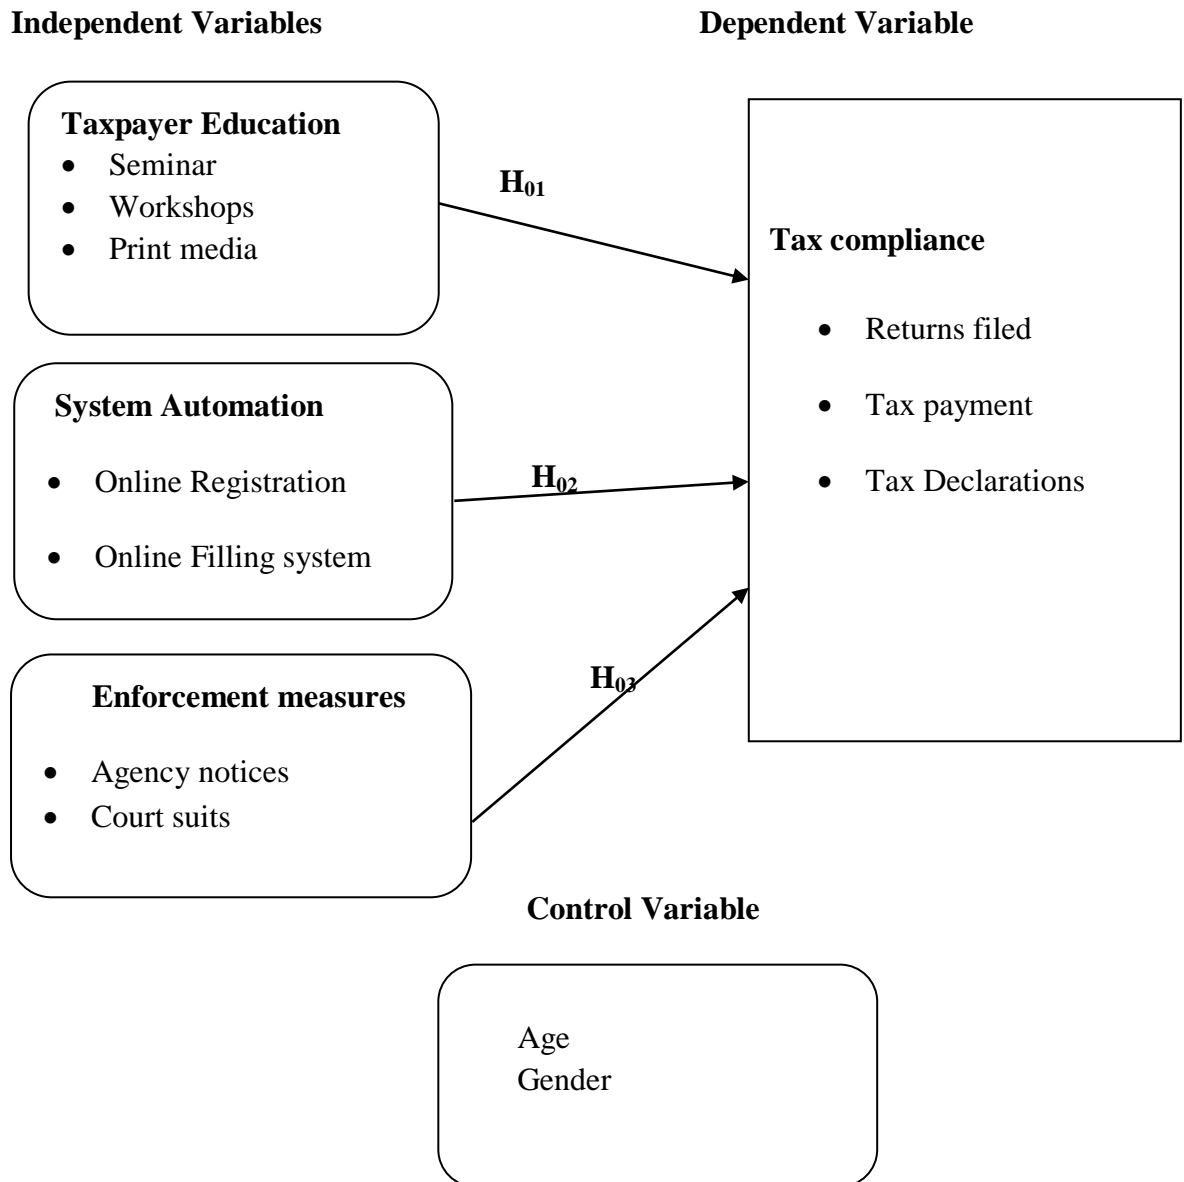 Independent Variables
Dependent Variable
Taxpayer Education
• Seminar
• Workshops
• Print media
H01
Tax compliance
• Returns filed
• Tax payment
• Tax Declarations
System Automation
• Online Registration
• Online Filling system
H02
Enforcement measures
• Agency notices
• Court suits
H03
Control Variable
Age
Gender